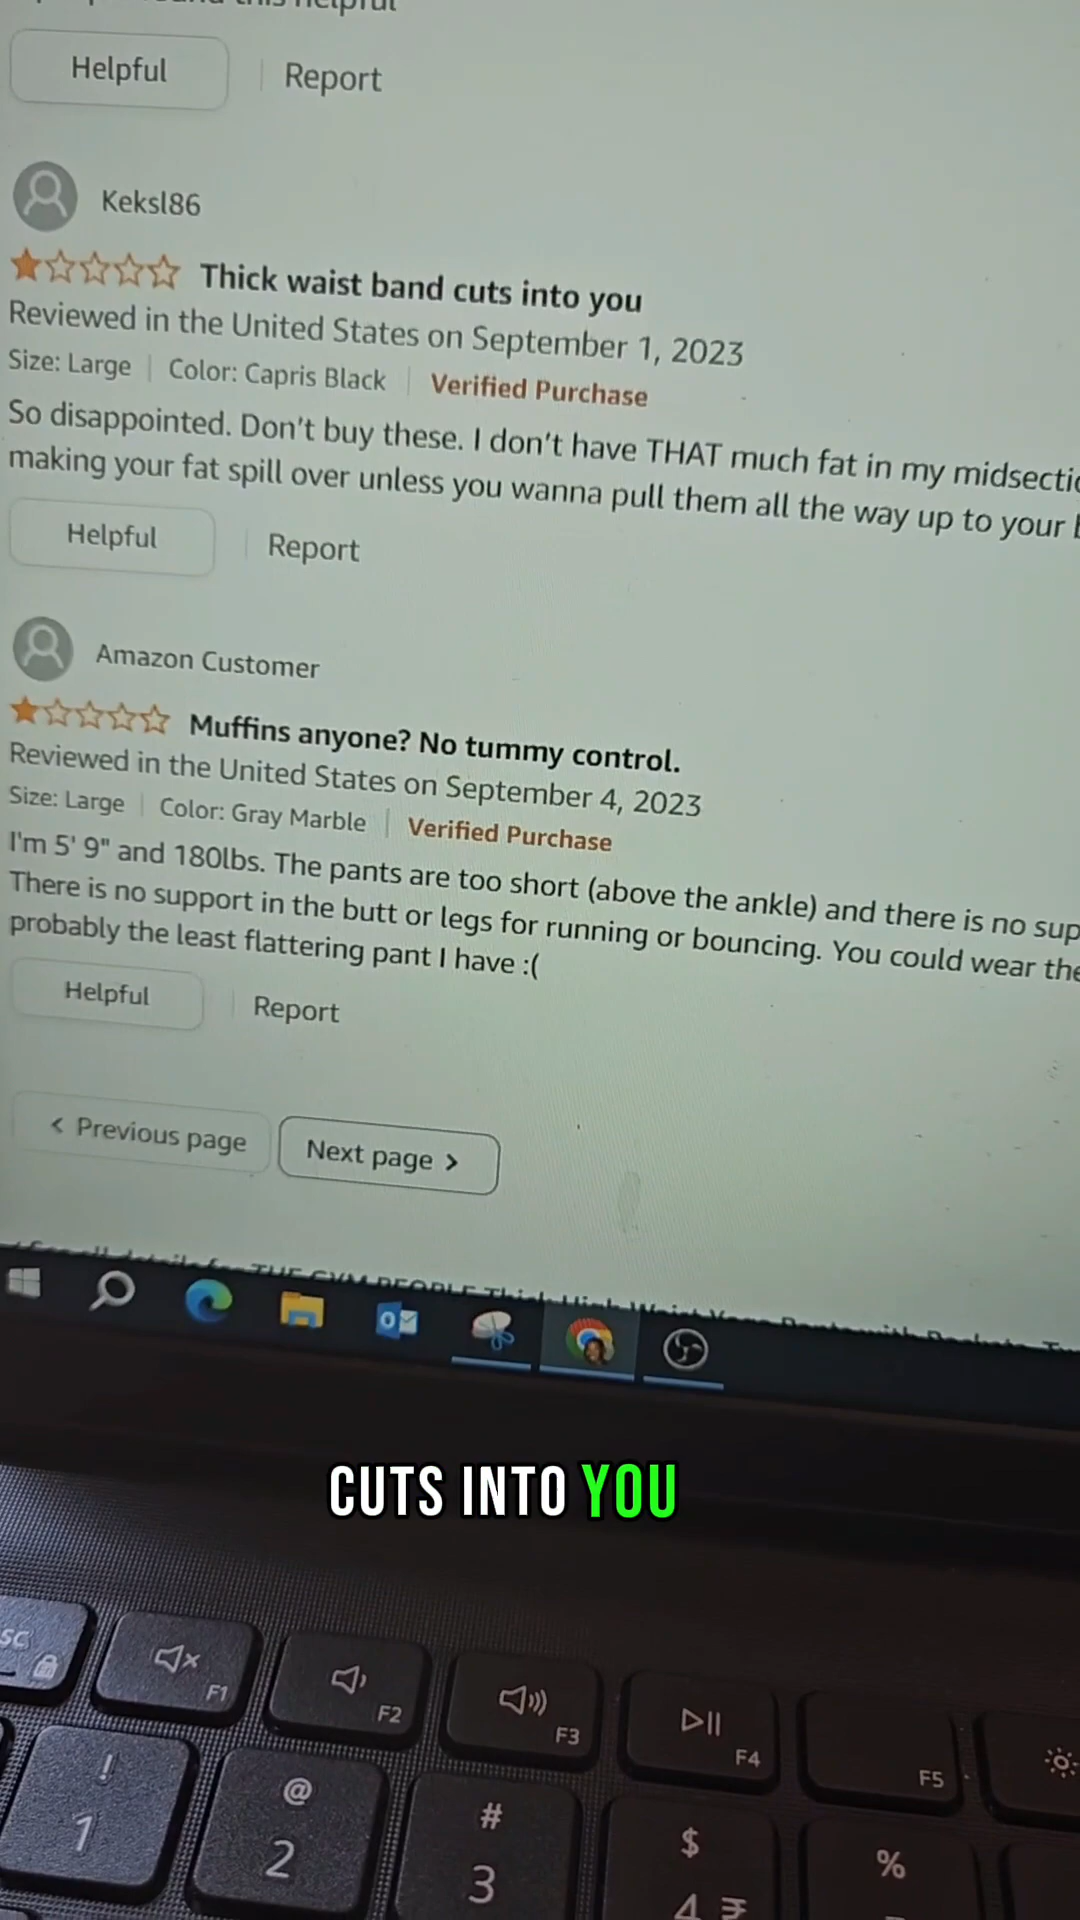 Helpful
Report
Keksl86
Thick waist band cuts into you
Reviewed in the United States on September 1, 2023
Size: Large
Color: Capris Black
Verified Purchase
So disappointed. Don't buy these. I don't have THAT much fat in my
making your fat spill over unless you wanna pull them all the way up to your
Helpful
Report
Amazon Customer
Muffins anyone? No tummy control.
Reviewed in the United States on September 4, 2023
Size: Large
Color: Gray Marble
Verified Purchase
I'm 5' 9" and 180lbs. The pants are too short (above the ankle) and there is no
There is no support in the butt or legs for running or bouncing. You could wear
probably the least flattering pant I have :(
Helpful
Report
< Previous page
Next page >
CUTS INTO YOU
F1
F2
F3
F4
F5
! @ # $ %
1 2 3 4 ₹